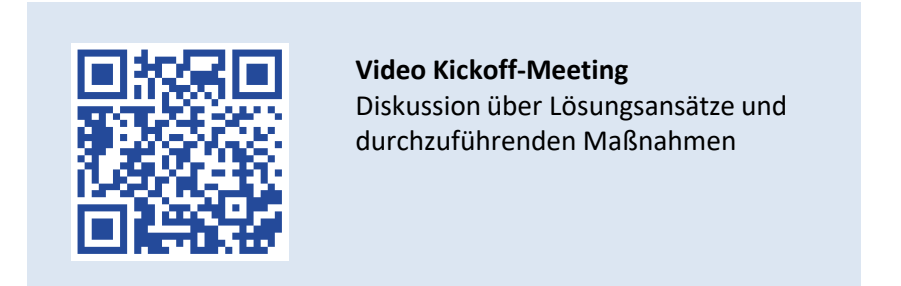 Video Kickoff-Meeting
Diskussion über Lösungsansätze und
durchzuführenden Maßnahmen